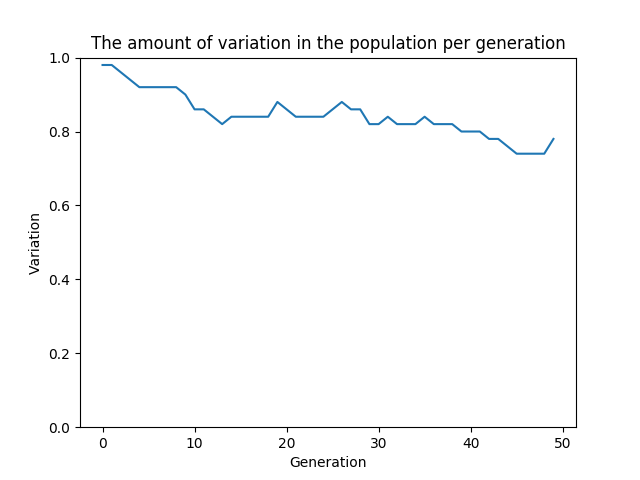 The amount of variation in the population per generation
1.0
0.8
0.6
0.4
0.2
0.0
Variation
0 10 20 30 40 50
Generation